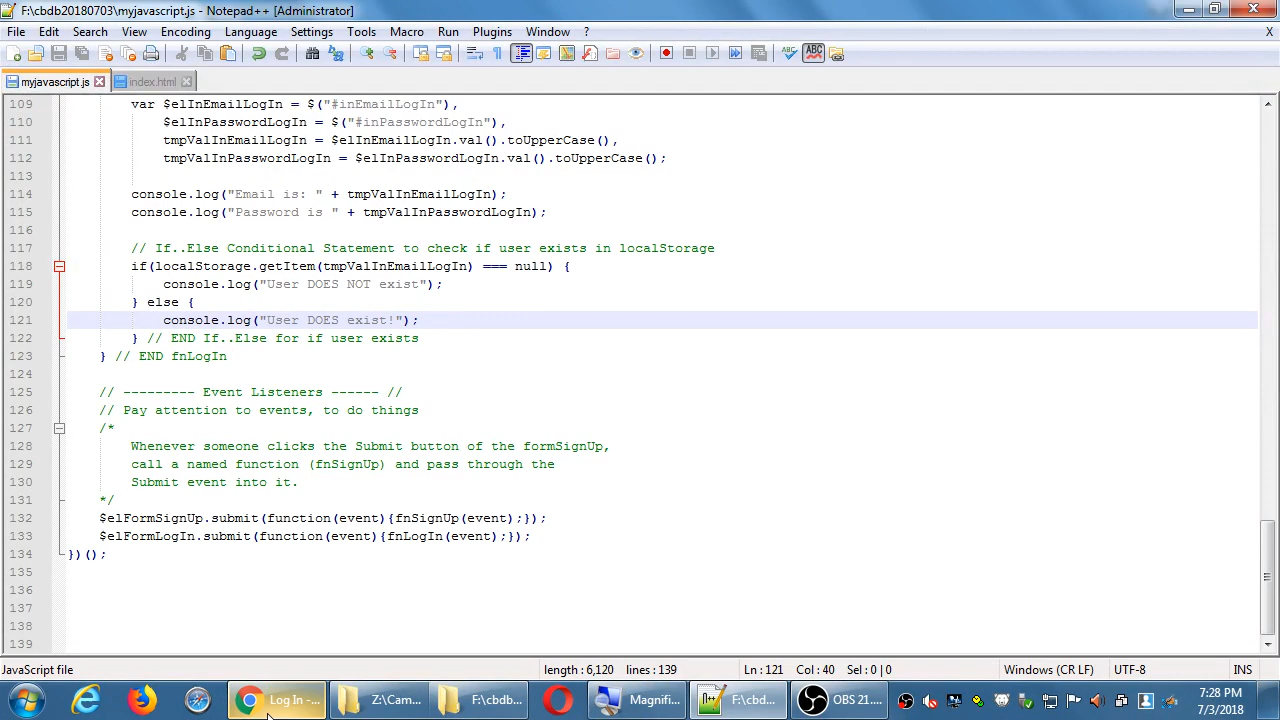 F:\cbdb20180703\myjavascript.js - Notepad++ [Administrator]
File Edit Search View Encoding Language Settings Tools Macro Run Plugins Window ? X
myjavascript.js index.html
109 var $elInEmailLogIn = $("#inEmailLogIn"),
110 $elInPasswordLogIn = $("#inPasswordLogIn"),
111 tmpValInEmailLogIn = $elInEmailLogIn.val().toUpperCase(),
112 tmpValInPasswordLogIn = $elInPasswordLogIn.val().toUpperCase();
113
114 console.log("Email is: " + tmpValInEmailLogIn);
115 console.log("Password is " + tmpValInPasswordLogIn);
116
117 // If..Else Conditional Statement to check if user exists in localStorage
118 if(localStorage.getItem(tmpValInEmailLogIn) === null) {
119 console.log("User DOES NOT exist");
120 } else {
121 console.log("User DOES exist!");
122 } // END If..Else for if user exists
123 } // END fnLogIn
124
125 // --------- Event Listeners ------ //
126 // Pay attention to events, to do things
127 /*
128 Whenever someone clicks the Submit button of the formSignUp,
129 call a named function (fnSignUp) and pass through the
130 Submit event into it.
131 */
132 $elFormSignUp.submit(function(event){fnSignUp(event);});
133 $elFormLogIn.submit(function(event){fnLogIn(event);});
134 })();
135
136
137
138
139
JavaScript file length : 6,120 lines : 139 Ln : 121 Col : 40 Sel : 0 | 0 Windows (CR LF) UTF-8 INS
Log In -... Z:\Cam... F:\cbdb... Magnifi... F:\cbd... OBS 21.... 7:28 PM
7/3/2018